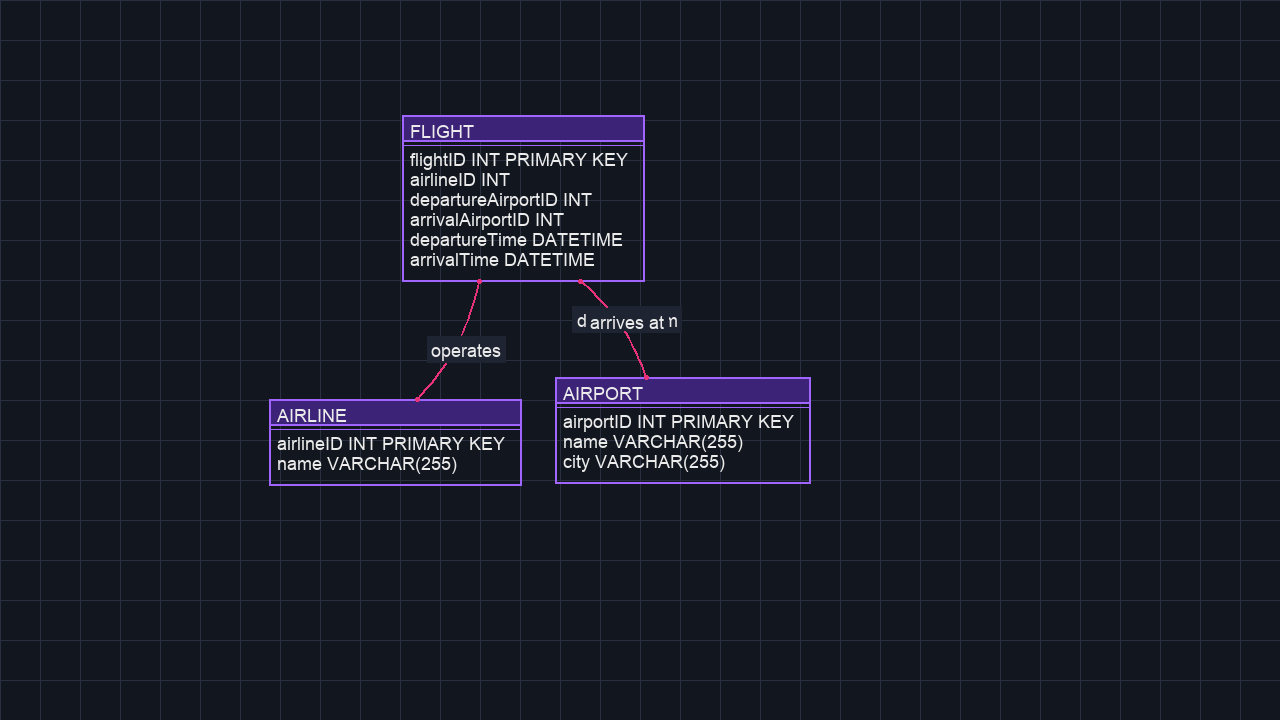 FLIGHT
flightID INT PRIMARY KEY
airlineID INT
departureAirportID INT
arrivalAirportID INT
departureTime DATETIME
arrivalTime DATETIME
arrives at
operates
AIRPORT
airportID INT PRIMARY KEY
name VARCHAR(255)
city VARCHAR(255)
AIRLINE
airlineID INT PRIMARY KEY
name VARCHAR(255)